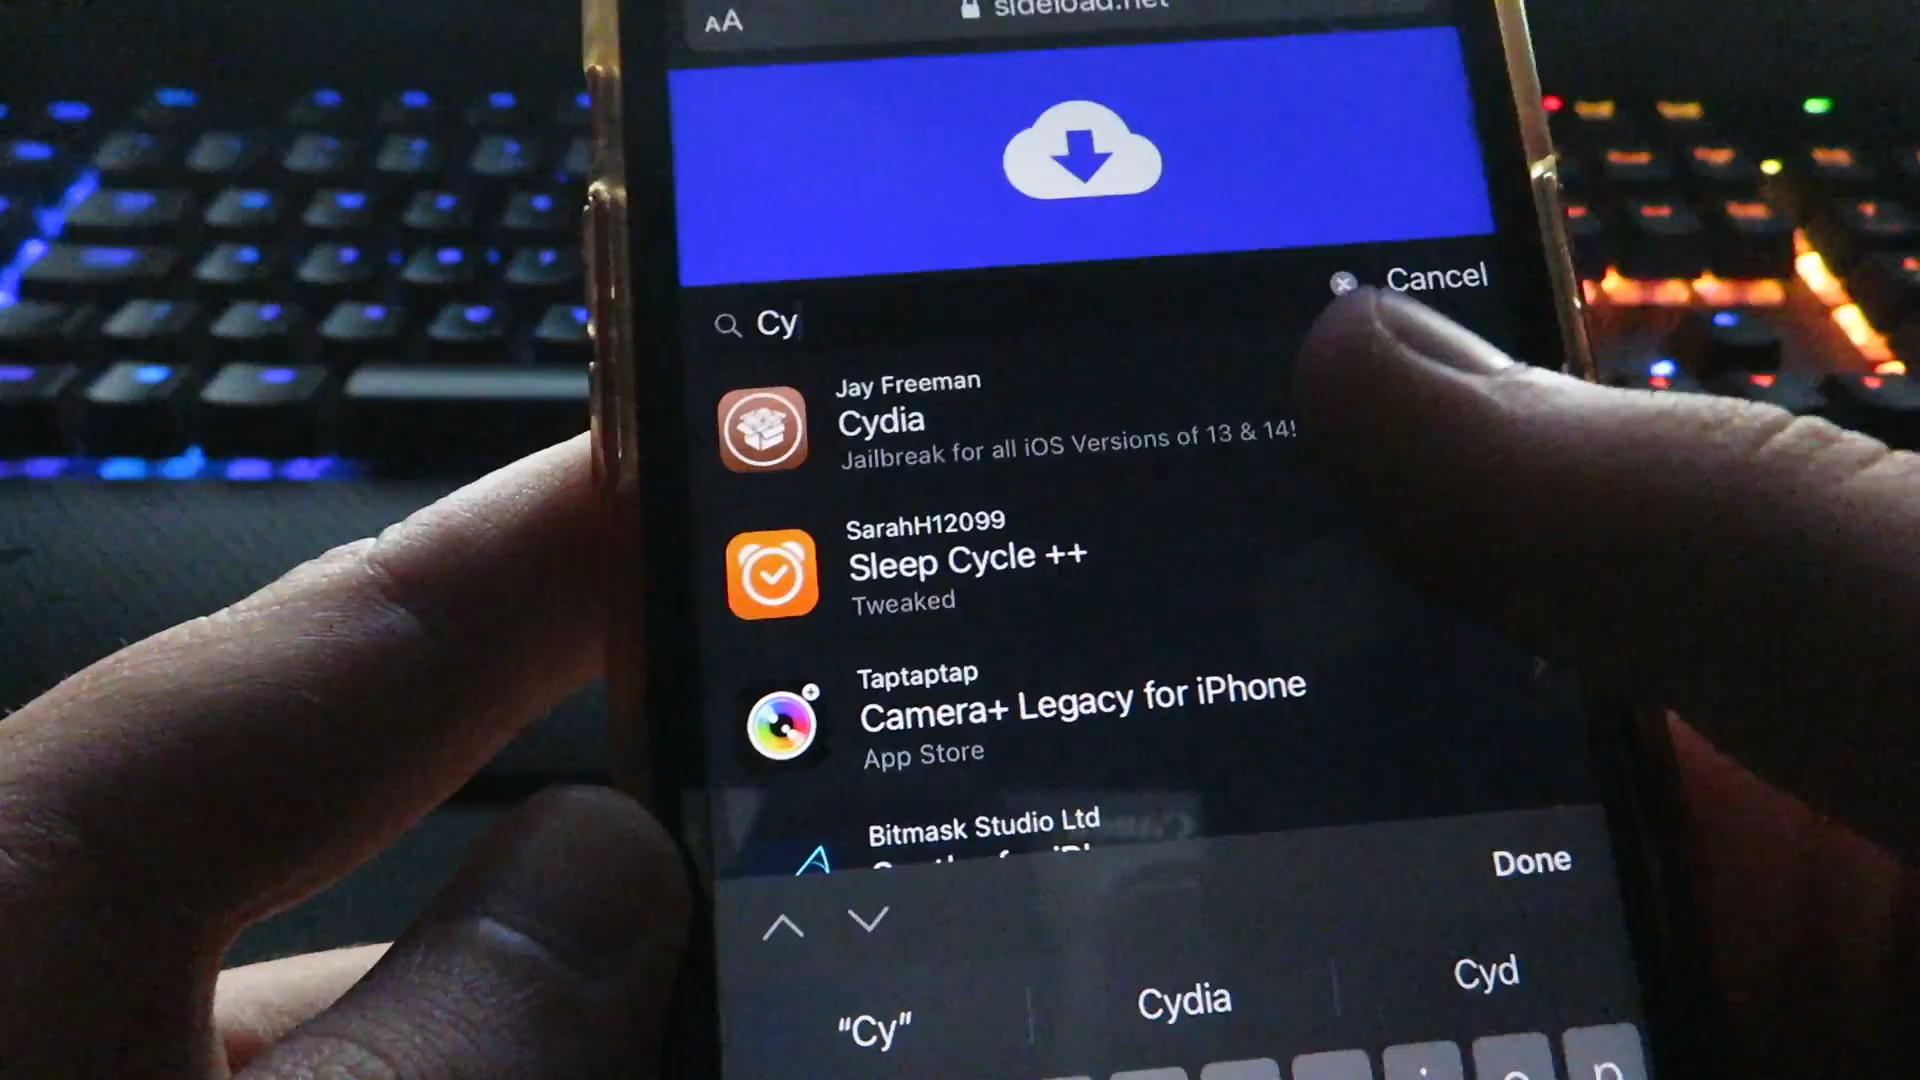 AA
sideload.net
Cancel
Cy
Jay Freeman
Cydia
Jailbreak for all iOS Versions of 13 & 14!
SarahH12099
Sleep Cycle ++
Tweaked
Taptaptap
Camera+ Legacy for iPhone
App Store
Bitmask Studio Ltd
Done
"Cy"
Cydia
Cyd